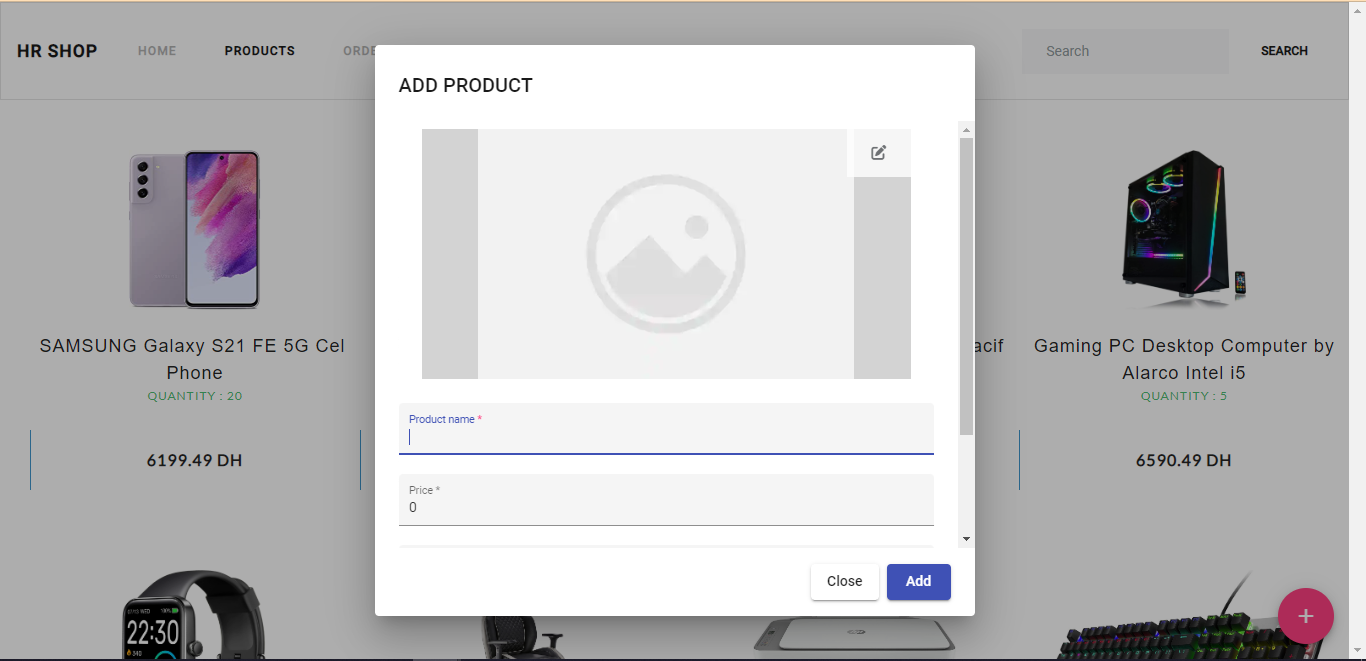 HR SHOP HOME PRODUCTS ORDE Search SEARCH
ADD PRODUCT
Product name *
Price *
0
Close Add
SAMSUNG Galaxy S21 FE 5G Cel
Phone
QUANTITY : 20
6199.49 DH
acif
Gaming PC Desktop Computer by
Alarco Intel i5
QUANTITY : 5
6590.49 DH
22:30
+